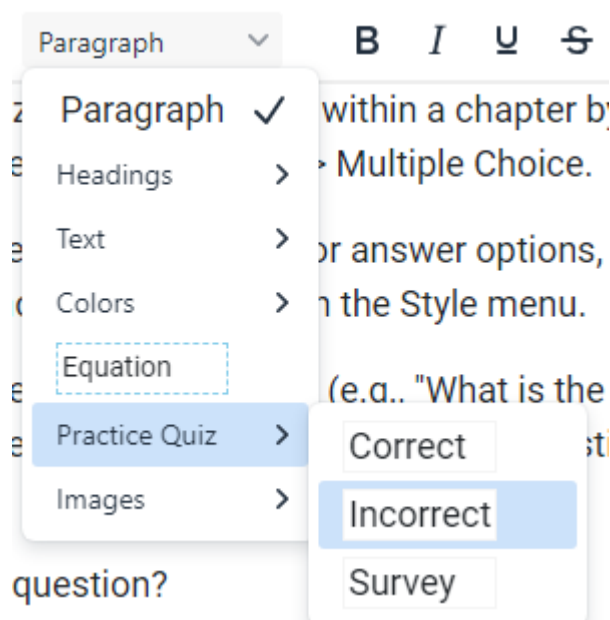 Paragraph B I U S
Paragraph within a chapter by
Headings > Multiple Choice.
Text or answer options,
Colors n the Style menu.
Equation
(e.g., "What is the
Practice Quiz
Correct
Images
Incorrect
question?
Survey